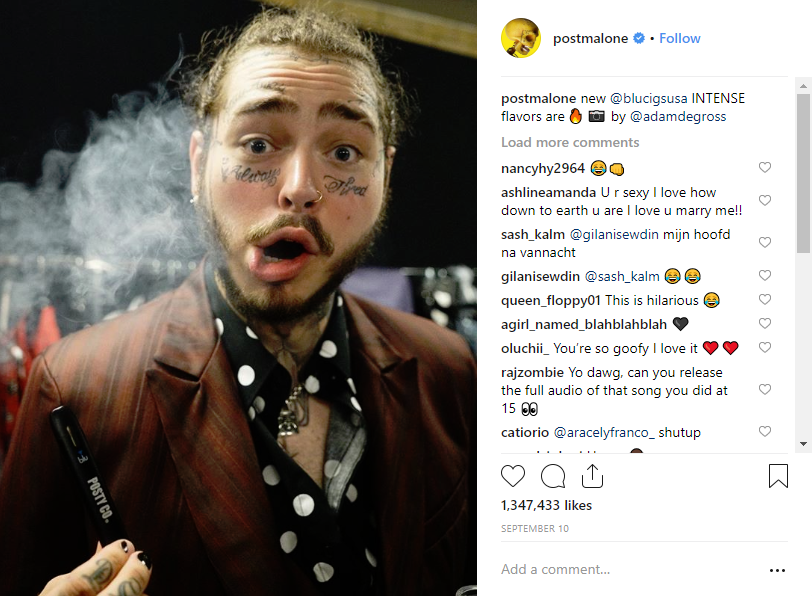 Always Tired
POSTY CO.
postmalone • Follow
postmalone new @blucigsusa INTENSE
flavors are 🔥 📷 by @adamdegross
Load more comments
nancyhy2964 😂👊
ashlineamanda U r sexy I love how
down to earth u are I love u marry me!!
sash_kalm @gilanisewdin mijn hoofd
na vannacht
gilanisewdin @sash_kalm 😂 😂
queen_floppy01 This is hilarious 😂
agirl_named_blahblahblah 🖤
oluchii_ You’re so goofy I love it ❤️ ❤️
rajzombie Yo dawg, can you release
the full audio of that song you did at
15 👀
catiorio @aracelyfranco_ shutup
1,347,433 likes
SEPTEMBER 10
Add a comment...